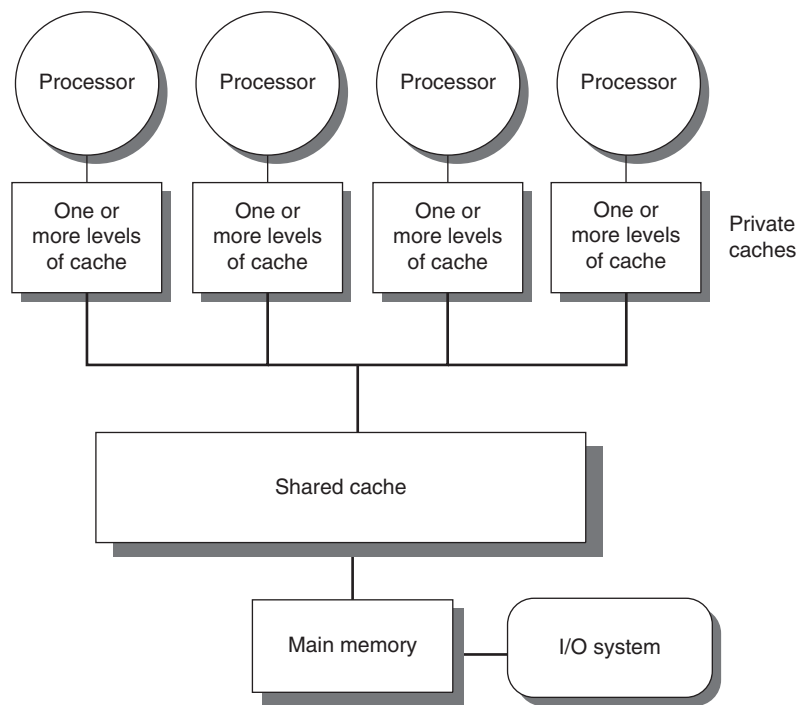 Processor
Processor
Processor
Processor
One or
more levels
of cache
One or
more levels
of cache
One or
more levels
of cache
One or
more levels
of cache
Private
caches
Shared cache
Main memory
I/O system